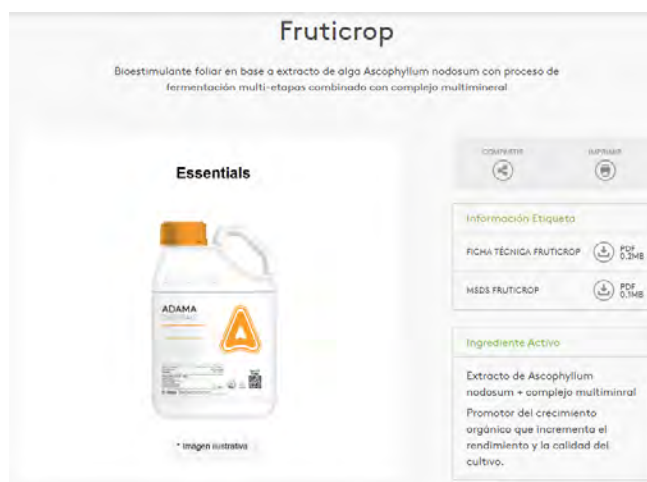 Fruticrop
Bioestimulante foliar en base a extracto de alga Ascophyllum nodosum con proceso de
fermentación multi-etapas combinado con complejo multimineral
Essentials
ADAMA
* Imagen ilustrativa
COMPARTIR
IMPRIMIR
Información Etiqueta
FICHA TÉCNICA FRUTICROP
PDF
0.2MB
MSDS FRUTICROP
PDF
0.1MB
Ingrediente Activo
Extracto de Ascophyllum
nodosum + complejo multiminral
Promotor del crecimiento
orgánico que incrementa el
rendimiento y la calidad del
cultivo.